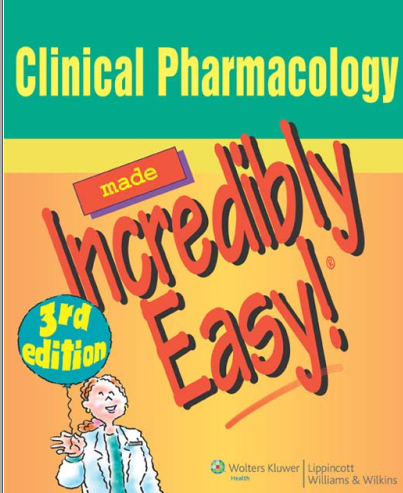 Clinical Pharmacology
made
Incredibly
Easy!®
3rd
edition
Wolters Kluwer | Lippincott
Health | Williams & Wilkins